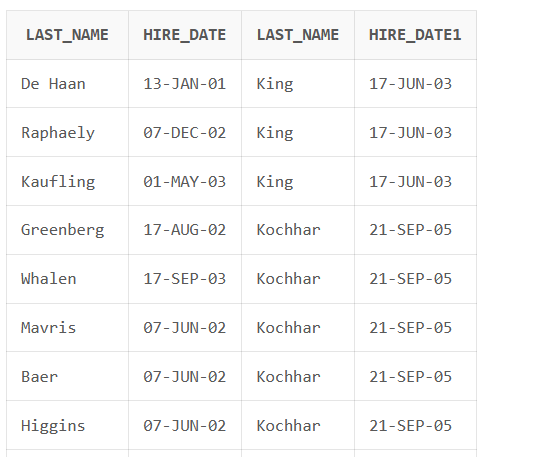 LAST_NAME HIRE_DATE LAST_NAME HIRE_DATE1
De Haan 13-JAN-01 King 17-JUN-03
Raphaely 07-DEC-02 King 17-JUN-03
Kaufling 01-MAY-03 King 17-JUN-03
Greenberg 17-AUG-02 Kochhar 21-SEP-05
Whalen 17-SEP-03 Kochhar 21-SEP-05
Mavris 07-JUN-02 Kochhar 21-SEP-05
Baer 07-JUN-02 Kochhar 21-SEP-05
Higgins 07-JUN-02 Kochhar 21-SEP-05